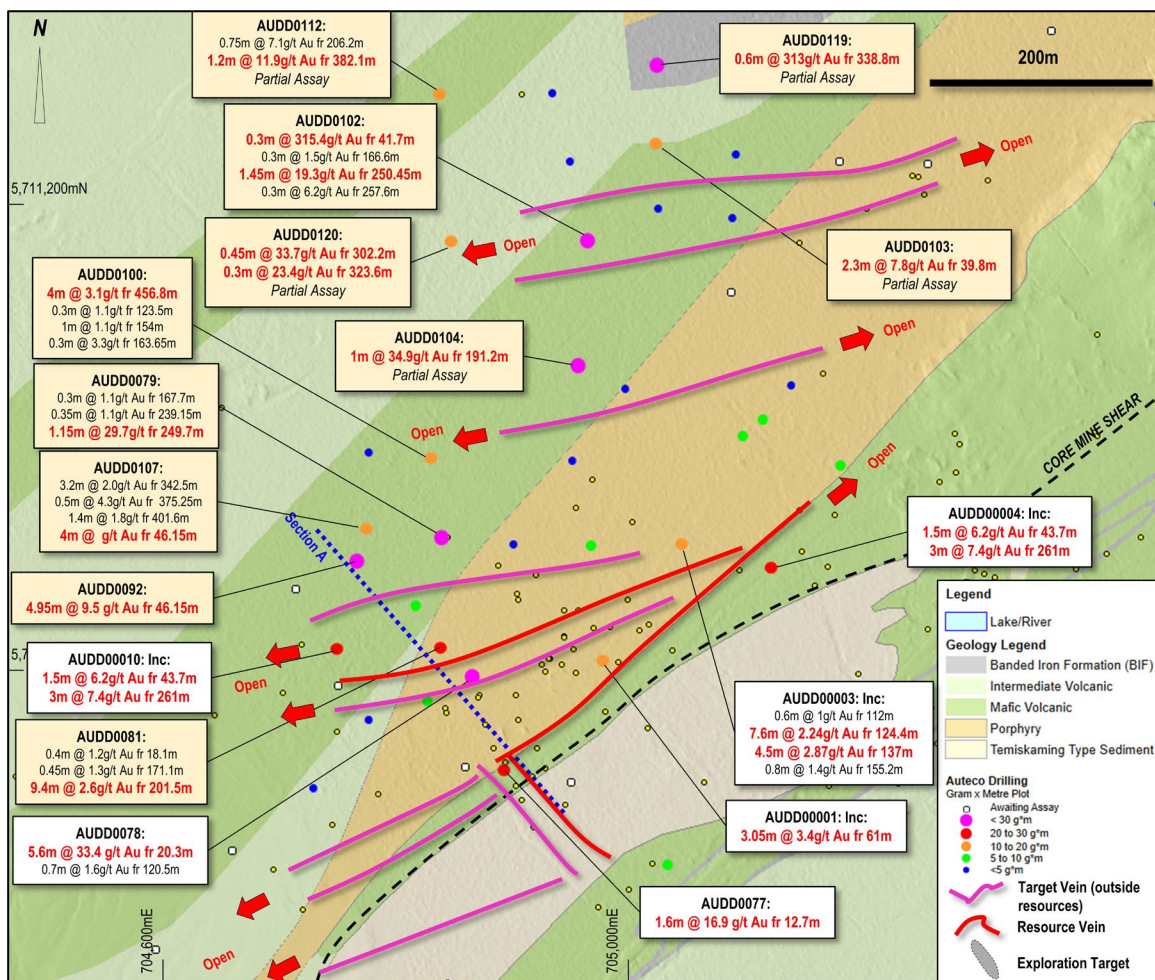 N
AUDD0112:
0.75m @ 7.1g/t Au fr 206.2m
1.2m @ 11.9g/t Au fr 382.1m
Partial Assay
AUDD0119:
0.6m @ 313g/t Au fr 338.8m
Partial Assay
200m
AUDD0102:
0.3m @ 315.4g/t Au fr 41.7m
0.3m @ 1.5g/t Au fr 166.6m
1.45m @ 19.3g/t Au fr 250.45m
0.3m @ 6.2g/t Au fr 257.6m
Open
5,711,200mN
AUDD0120:
0.45m @ 33.7g/t Au fr 302.2m
0.3m @ 23.4g/t Au fr 323.6m
Partial Assay
Open
AUDD0103:
2.3m @ 7.8g/t Au fr 39.8m
Partial Assay
AUDD0100:
4m @ 3.1g/t fr 456.8m
0.3m @ 1.1g/t fr 123.5m
1m @ 1.1g/t fr 154m
0.3m @ 3.3g/t fr 163.65m
AUDD0104:
1m @ 34.9g/t Au fr 191.2m
Partial Assay
Open
AUDD0079:
0.3m @ 1.1g/t Au fr 167.7m
0.35m @ 1.1g/t Au fr 239.15m
1.15m @ 29.7g/t fr 249.7m
Open
CORE MINE SHEAR
Open
AUDD0107:
3.2m @ 2.0g/t Au fr 342.5m
0.5m @ 4.3g/t Au fr 375.25m
1.4m @ 1.8g/t Au fr 401.6m
4m @ g/t Au fr 46.15m
Section A
AUDD00004: Inc:
1.5m @ 6.2g/t Au fr 43.7m
3m @ 7.4g/t Au fr 261m
AUDD0092:
4.95m @ 9.5 g/t Au fr 46.15m
5,7
AUDD00010: Inc:
1.5m @ 6.2g/t Au fr 43.7m
3m @ 7.4g/t Au fr 261m
Open
AUDD0081:
0.4m @ 1.2g/t Au fr 18.1m
0.45m @ 1.3g/t Au fr 171.1m
9.4m @ 2.6g/t Au fr 201.5m
AUDD00003: Inc:
0.6m @ 1g/t Au fr 112m
7.6m @ 2.24g/t Au fr 124.4m
4.5m @ 2.87g/t Au fr 137m
0.8m @ 1.4g/t Au fr 155.2m
AUDD0078:
5.6m @ 33.4 g/t Au fr 20.3m
0.7m @ 1.6g/t Au fr 120.5m
AUDD00001: Inc:
3.05m @ 3.4g/t Au fr 61m
AUDD0077:
1.6m @ 16.9 g/t Au fr 12.7m
704,600mE
705,000mE
Open
Legend
Lake/River
Geology Legend
Banded Iron Formation (BIF)
Intermediate Volcanic
Mafic Volcanic
Porphyry
Temiskaming Type Sediment
Auteco Drilling
Gram x Metre Plot
Awaiting Assay
< 30 g*m
20 to 30 g*m
10 to 20 g*m
5 to 10 g*m
<5 g*m
Target Vein (outside
resources)
Resource Vein
Exploration Target